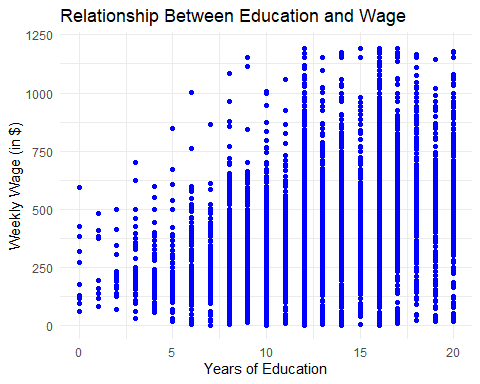 Relationship Between Education and Wage
Weekly Wage (in $)
1250
1000
750
500
250
0
0 5 10 15 20
Years of Education